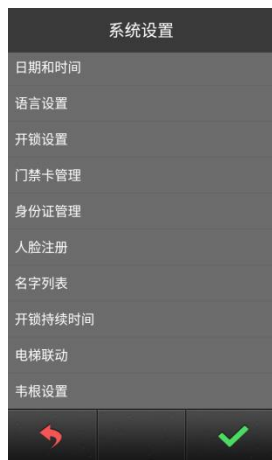 系统设置
日期和时间
语言设置
开锁设置
门禁卡管理
身份证管理
人脸注册
名字列表
开锁持续时间
电梯联动
韦根设置